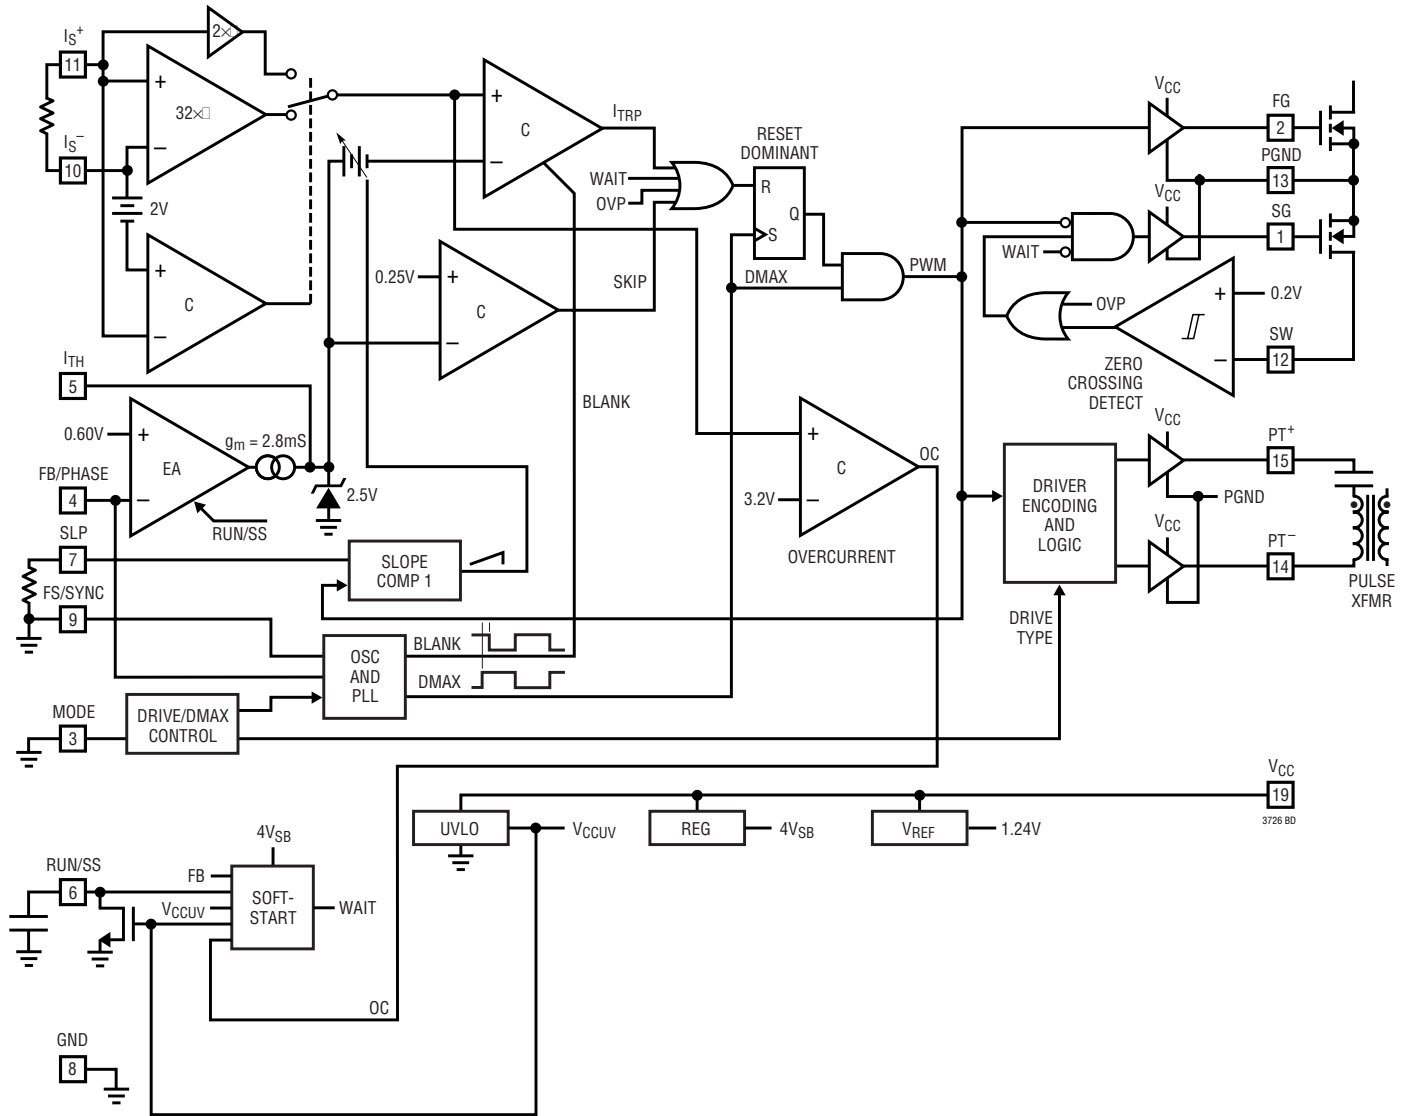 IS+
11
2×
+
32×
−
IS−
10
2V
+
C
−
ITH
5
0.60V
+
EA
−
gm = 2.8mS
2.5V
FB/PHASE
4
RUN/SS
SLP
7
SLOPE
COMP 1
FS/SYNC
9
OSC
AND
PLL
BLANK
DMAX
MODE
3
DRIVE/DMAX
CONTROL
+
C
−
ITRP
WAIT
OVP
0.25V
+
C
−
SKIP
BLANK
RESET
DOMINANT
R
Q
S
DMAX
PWM
+
C
3.2V
−
OC
OVERCURRENT
VCC
FG
2
PGND
13
VCC
SG
1
WAIT
OVP
+
0.2V
−
SW
12
ZERO
CROSSING
DETECT
DRIVER
ENCODING
AND
LOGIC
DRIVE
TYPE
VCC
PT+
15
PGND
VCC
PT−
14
PULSE
XFMR
VCC
19
3726 BD
UVLO
VCCUV
REG
4VSB
VREF
1.24V
4VSB
RUN/SS
6
FB
VCCUV
SOFT-
START
WAIT
OC
GND
8